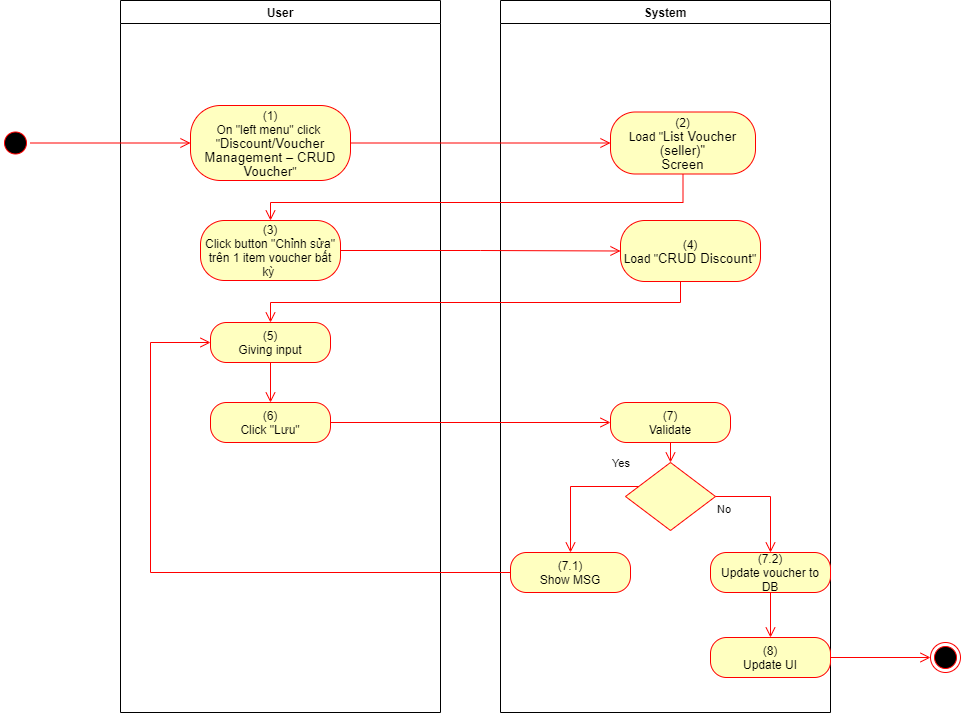 User
System
(1)
On "left menu" click
"Discount/Voucher
Management – CRUD
Voucher"
(2)
Load "List Voucher
(seller)"
Screen
(3)
Click button "Chỉnh sửa"
trên 1 item voucher bất
kỳ
(4)
Load "CRUD Discount"
(5)
Giving input
(6)
Click "Lưu"
(7)
Validate
Yes
No
(7.1)
Show MSG
(7.2)
Update voucher to
DB
(8)
Update UI